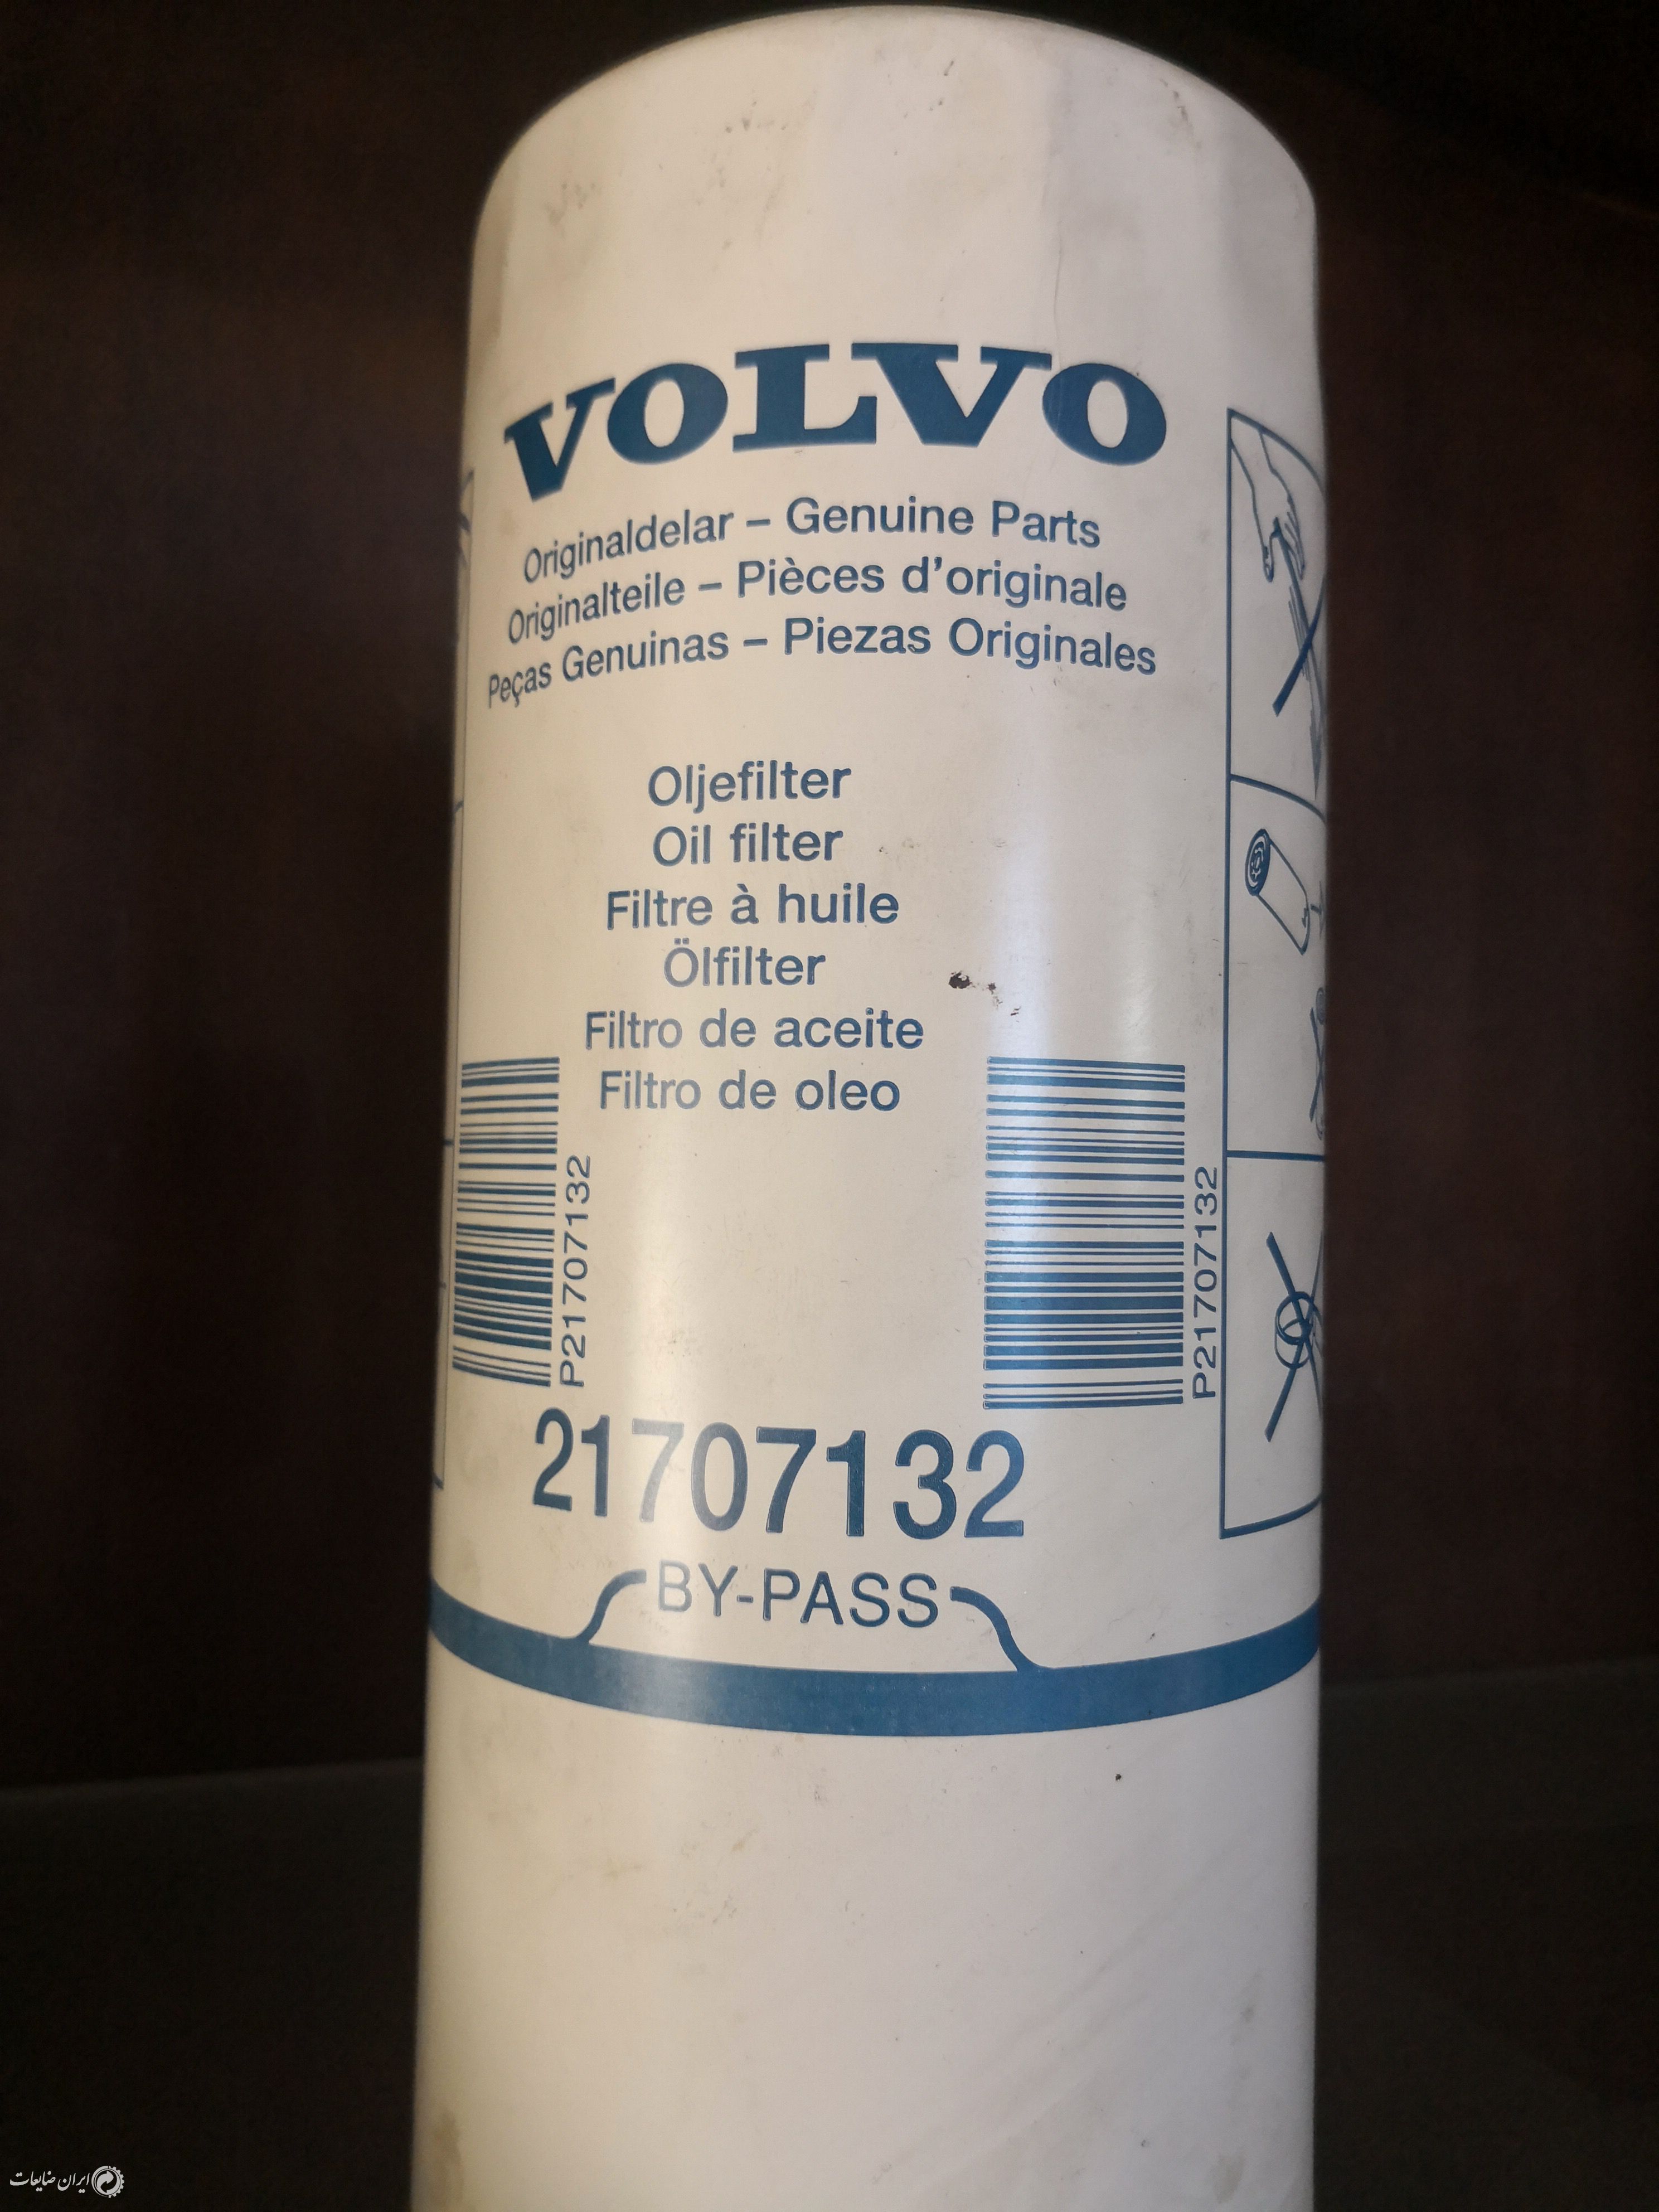 VOLVO
Originaldelar – Genuine Parts
Originalteile – Pièces d'originale
Peças Genuinas – Piezas Originales
Oljefilter
Oil filter
Filtre à huile
Ölfilter
Filtro de aceite
Filtro de oleo
P21707132
P21707132
21707132
BY-PASS
ایران ضایعات